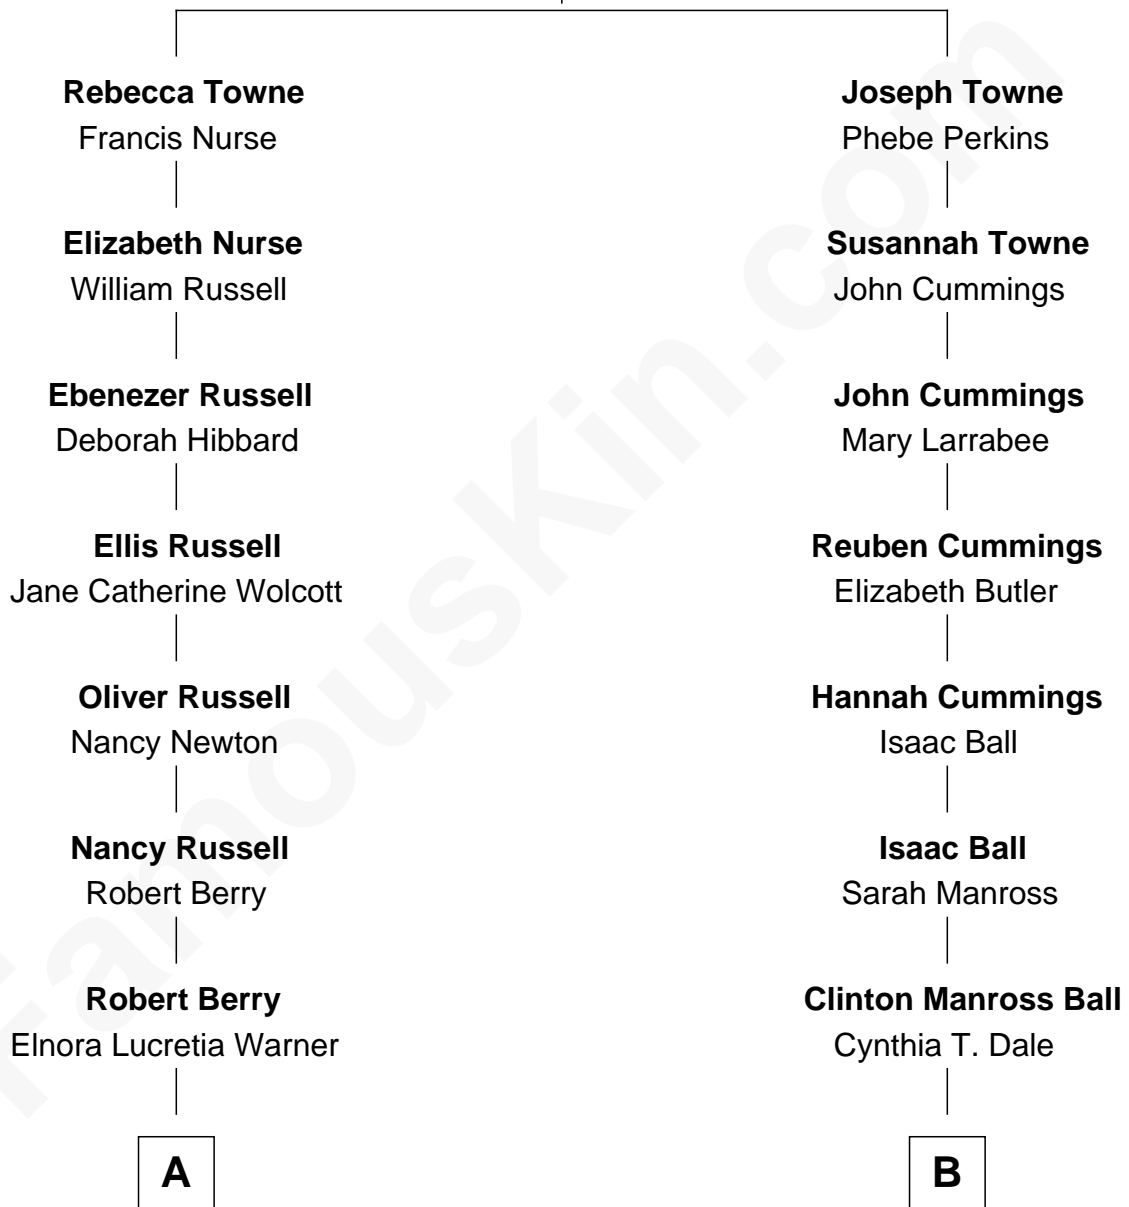 Rebecca Towne
Francis Nurse
Elizabeth Nurse
William Russell
Ebenezer Russell
Deborah Hibbard
Ellis Russell
Jane Catherine Wolcott
Oliver Russell
Nancy Newton
Nancy Russell
Robert Berry
Robert Berry
Elnora Lucretia Warner
A
Joseph Towne
Phebe Perkins
Susannah Towne
John Cummings
John Cummings
Mary Larrabee
Reuben Cummings
Elizabeth Butler
Hannah Cummings
Isaac Ball
Isaac Ball
Sarah Manross
Clinton Manross Ball
Cynthia T. Dale
B
FamousKin.com